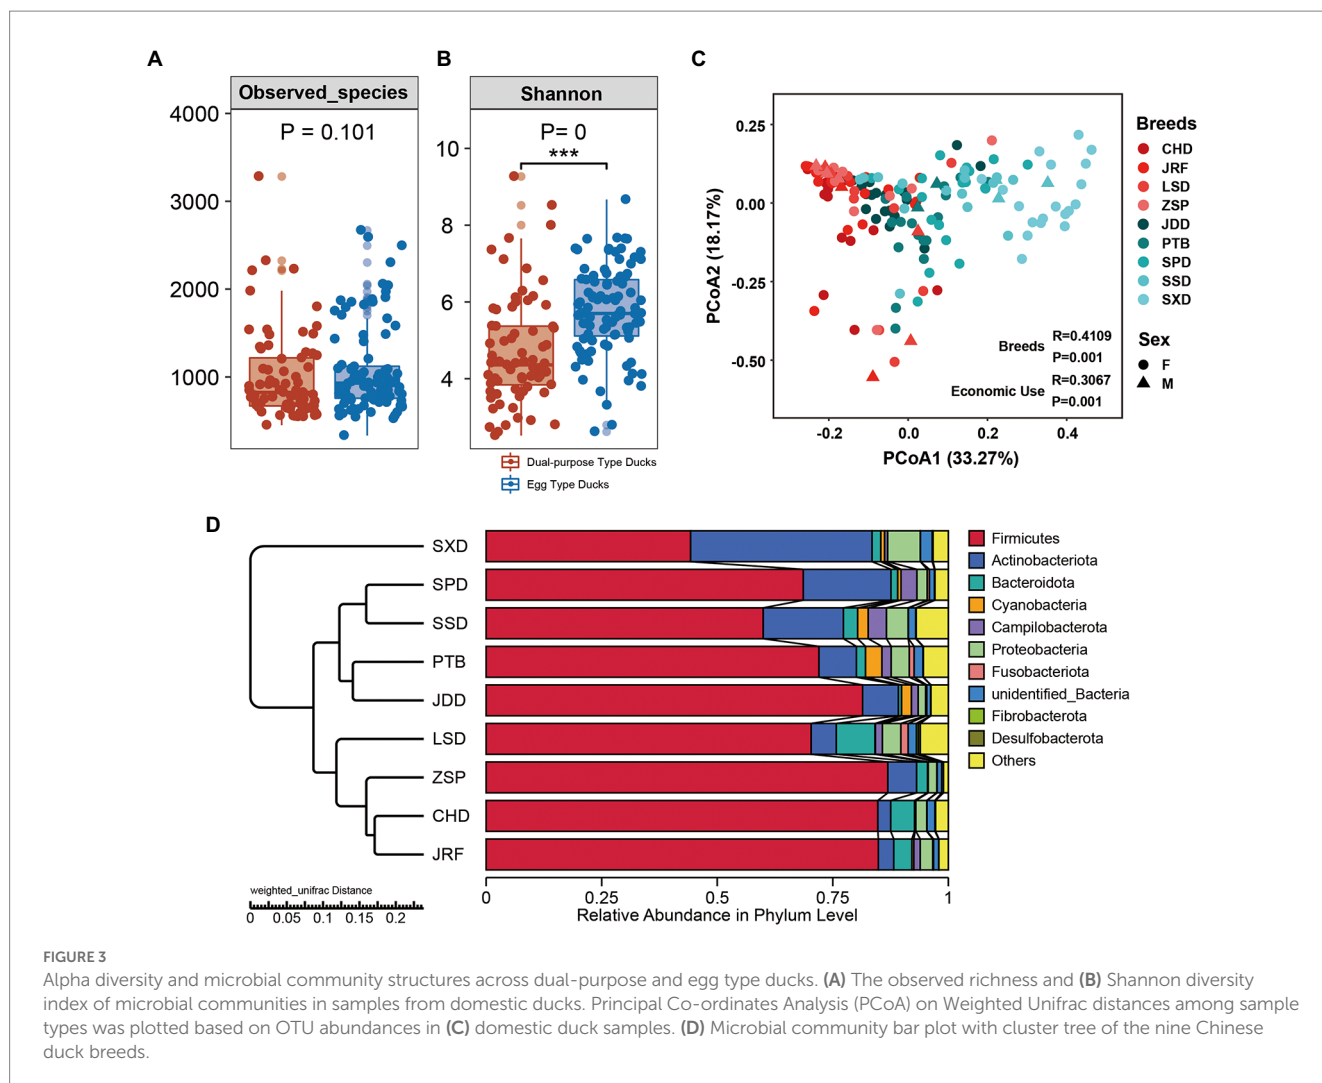 A
Observed_species
P = 0.101
4000
3000
2000
1000
B
Shannon
P= 0
***
10
8
6
4
Dual-purpose Type Ducks
Egg Type Ducks
C
PCoA2 (18.17%)
0.25
0.00
-0.25
-0.50
-0.2
0.0
0.2
0.4
PCoA1 (33.27%)
Breeds
R=0.4109
P=0.001
Economic Use
R=0.3067
P=0.001
Breeds
CHD
JRF
LSD
ZSP
JDD
PTB
SPD
SSD
SXD
Sex
F
M
D
SXD
SPD
SSD
PTB
JDD
LSD
ZSP
CHD
JRF
weighted_unifrac Distance
0 0.05 0.1 0.15 0.2
0 0.25 0.5 0.75 1
Relative Abundance in Phylum Level
Firmicutes
Actinobacteriota
Bacteroidota
Cyanobacteria
Campilobacterota
Proteobacteria
Fusobacteriota
unidentified_Bacteria
Fibrobacterota
Desulfobacterota
Others
FIGURE 3
Alpha diversity and microbial community structures across dual-purpose and egg type ducks. (A) The observed richness and (B) Shannon diversity
index of microbial communities in samples from domestic ducks. Principal Co-ordinates Analysis (PCoA) on Weighted Unifrac distances among sample
types was plotted based on OTU abundances in (C) domestic duck samples. (D) Microbial community bar plot with cluster tree of the nine Chinese
duck breeds.